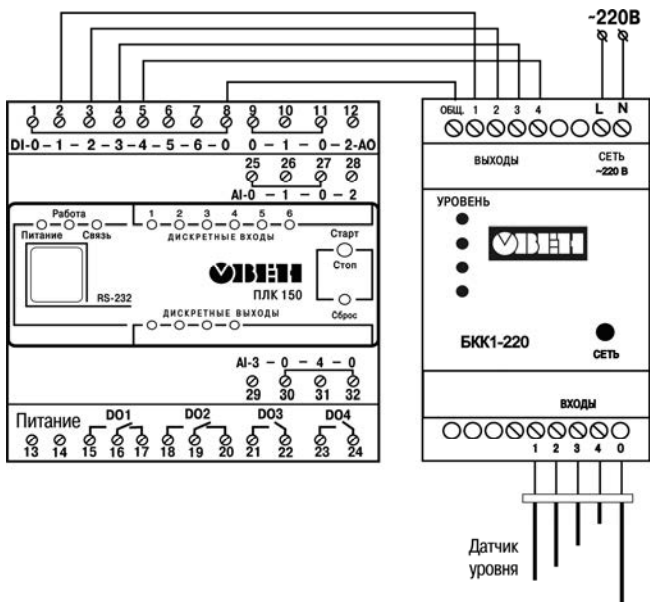 ~220В
1 2 3 4 5 6 7 8 9 10 11 12
DI-0-1-2-3-4-5-6-0 0-1-0-2-AO
25 26 27 28
AI-0-1-0-2
Работа
Питание Связь
1 2 3 4 5 6
ДИСКРЕТНЫЕ ВХОДЫ
Старт
Стоп
ОВЕН
ПЛК 150
RS-232
ДИСКРЕТНЫЕ ВЫХОДЫ
Сброс
AI-3-0-4-0
29 30 31 32
Питание DO1 DO2 DO3 DO4
13 14 15 16 17 18 19 20 21 22 23 24
ОБЩ. 1 2 3 4 L N
ВЫХОДЫ
СЕТЬ
~220 В
УРОВЕНЬ
ОВЕН
БКК1-220
СЕТЬ
ВХОДЫ
1 2 3 4 0
Датчик
уровня